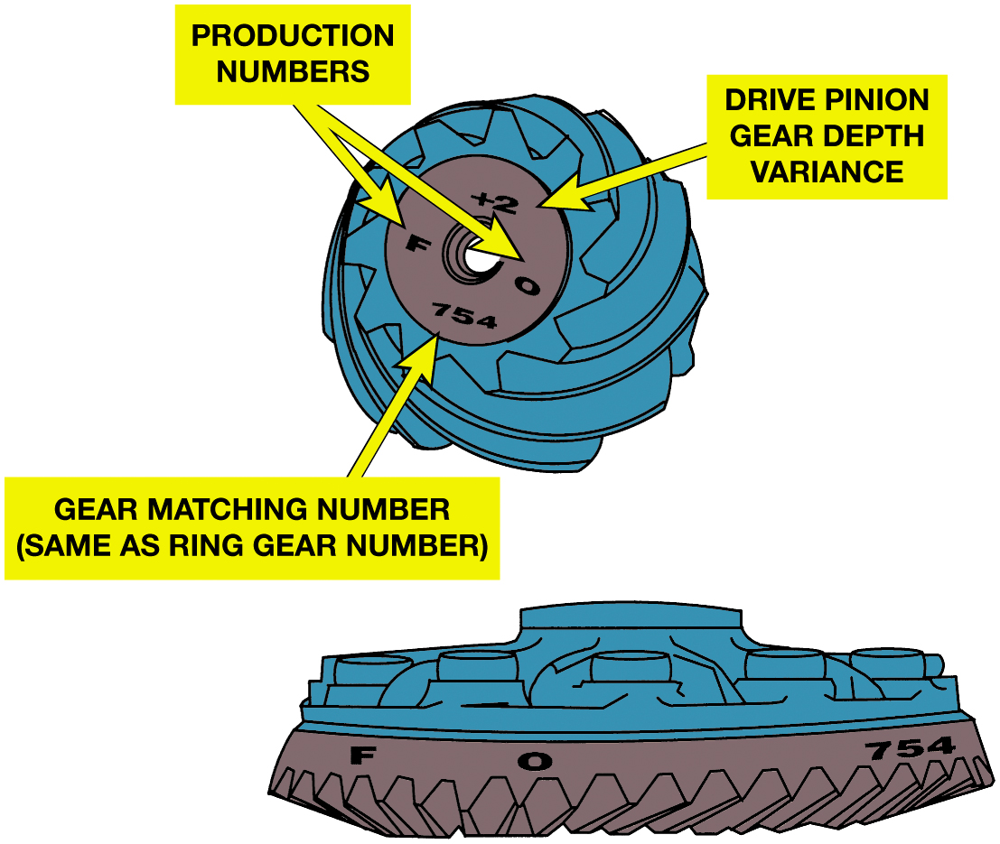 PRODUCTION
NUMBERS
DRIVE PINION
GEAR DEPTH
VARIANCE
+2
F
O
754
GEAR MATCHING NUMBER
(SAME AS RING GEAR NUMBER)
F
O
754